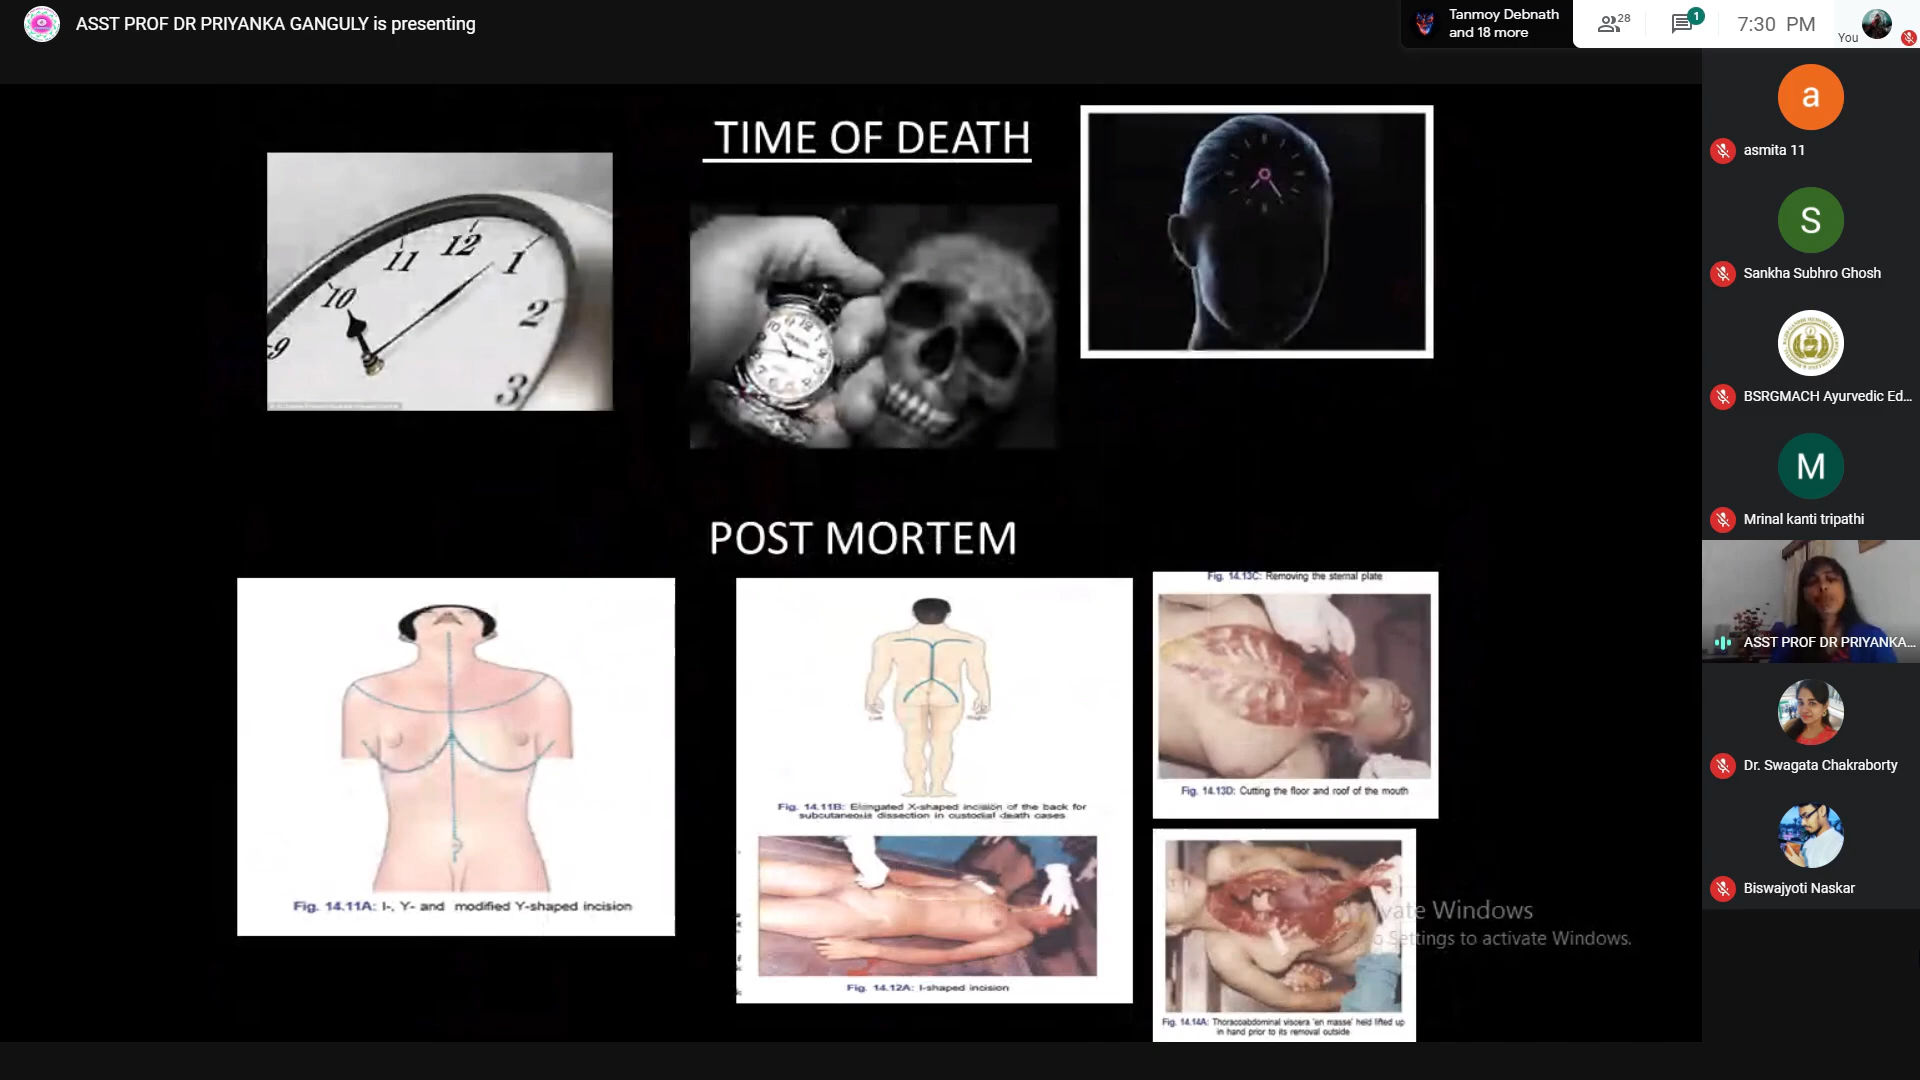 ASST PROF DR PRIYANKA GANGULY is presenting
Tanmoy Debnath
and 18 more
28
1
7:30 PM
You
TIME OF DEATH
9
10
11
12
1
2
3
POST MORTEM
Fig. 14.11A: I-, Y- and modified Y-shaped incision
Fig. 14.11B: Elongated X-shaped incision of the back for
subcutaneous dissection in custodial death cases
Fig. 14.12A: I-shaped incision
Fig. 14.13C: Removing the sternal plate
Fig. 14.13D: Cutting the floor and roof of the mouth
Fig. 14.14A: Thoracoabdominal viscera 'en masse' held lifted up
in hand prior to its removal outside
vate Windows
o Settings to activate Windows.
a
asmita 11
S
Sankha Subhro Ghosh
BSRGMACH Ayurvedic Ed...
M
Mrinal kanti tripathi
ASST PROF DR PRIYANKA...
Dr. Swagata Chakraborty
Biswajyoti Naskar